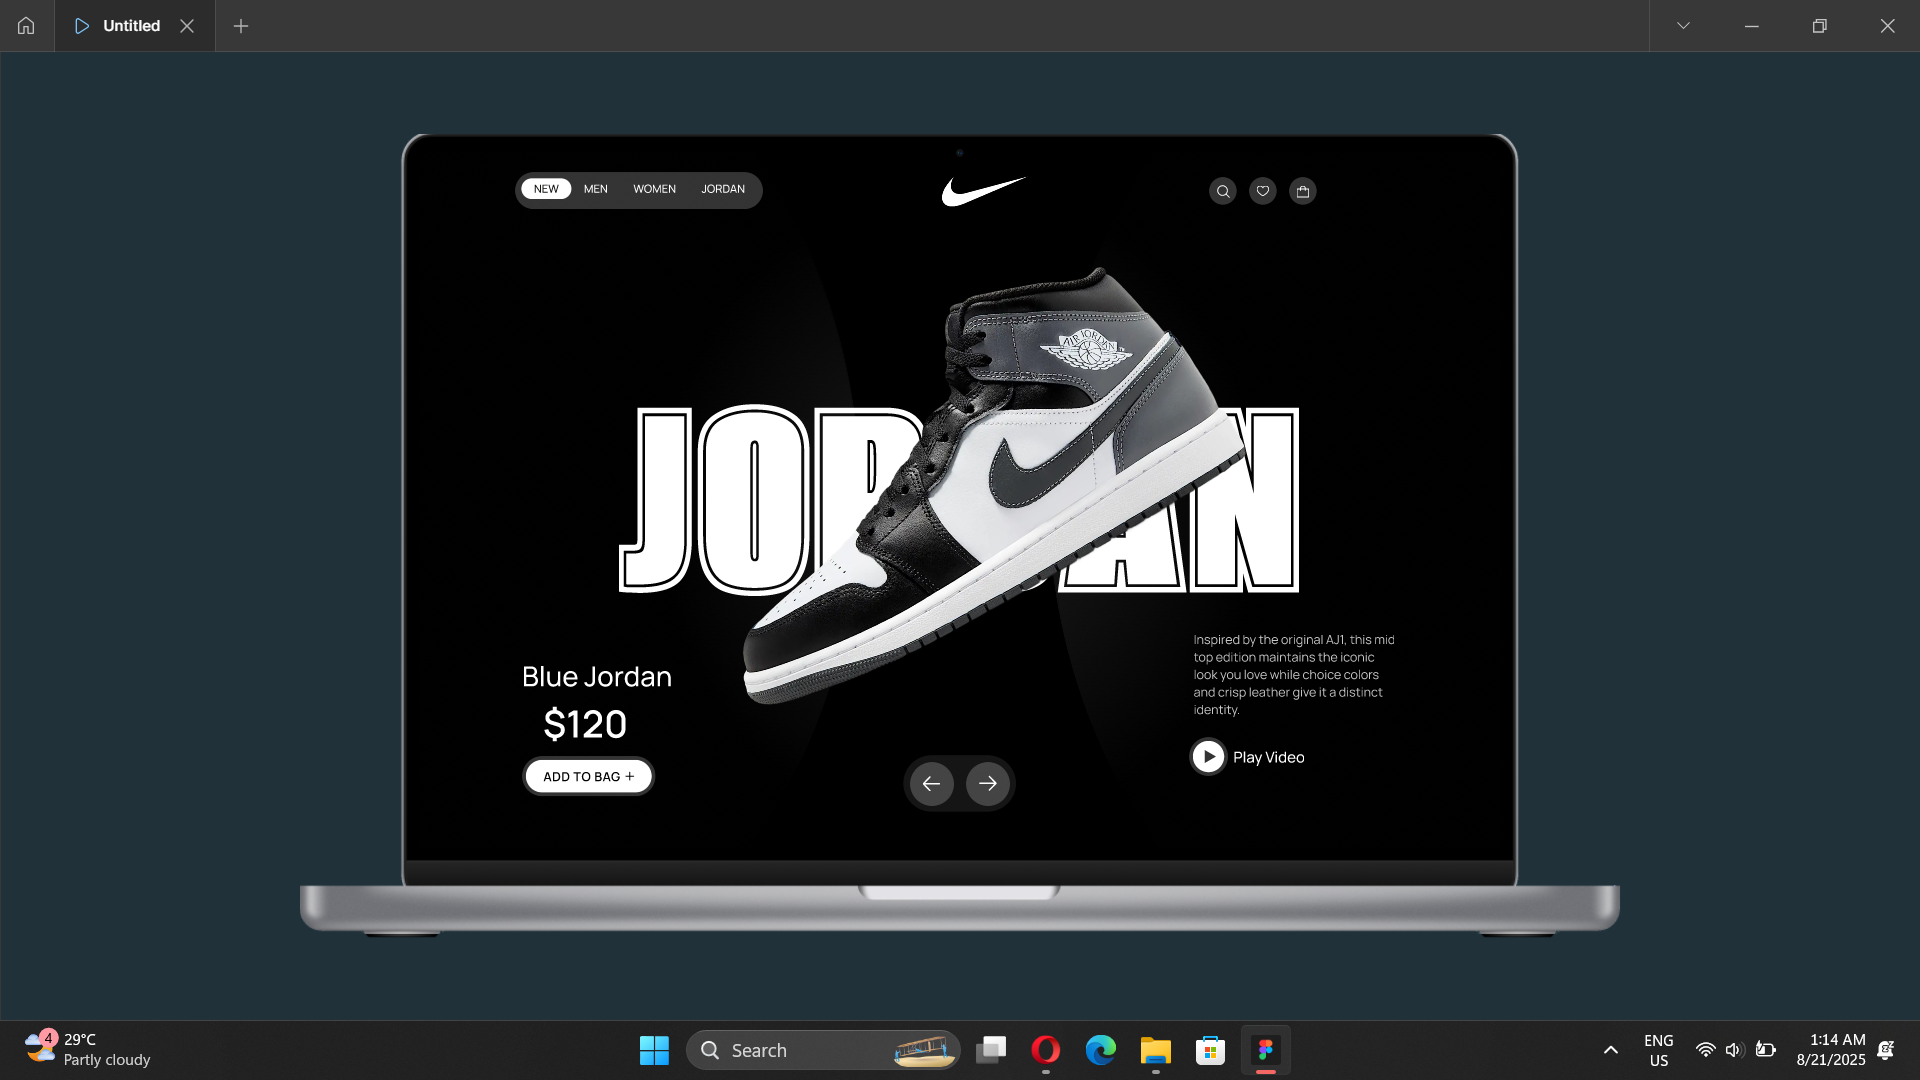 Untitled
NEW MEN WOMEN JORDAN
AIR JORDAN
JORDAN
Inspired by the original AJ1, this mid
top edition maintains the iconic
look you love while choice colors
and crisp leather give it a distinct
identity.
Blue Jordan
$120
ADD TO BAG +
Play Video
4
29°C
Partly cloudy
Search
ENG
US
1:14 AM
8/21/2025